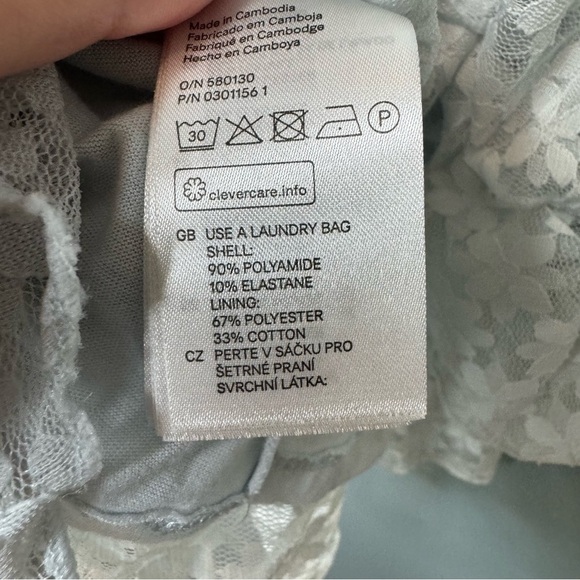 Made in Cambodia
Fabricado em Camboja
Fabriqué en Cambodge
Hecho en Camboya
O/N 580130
P/N 0301156 1
30
P
clevercare.info
GB USE A LAUNDRY BAG
SHELL:
90% POLYAMIDE
10% ELASTANE
LINING:
67% POLYESTER
33% COTTON
CZ PERTE V SÁČKU PRO
ŠETRNÉ PRANÍ
SVRCHNÍ LÁTKA: